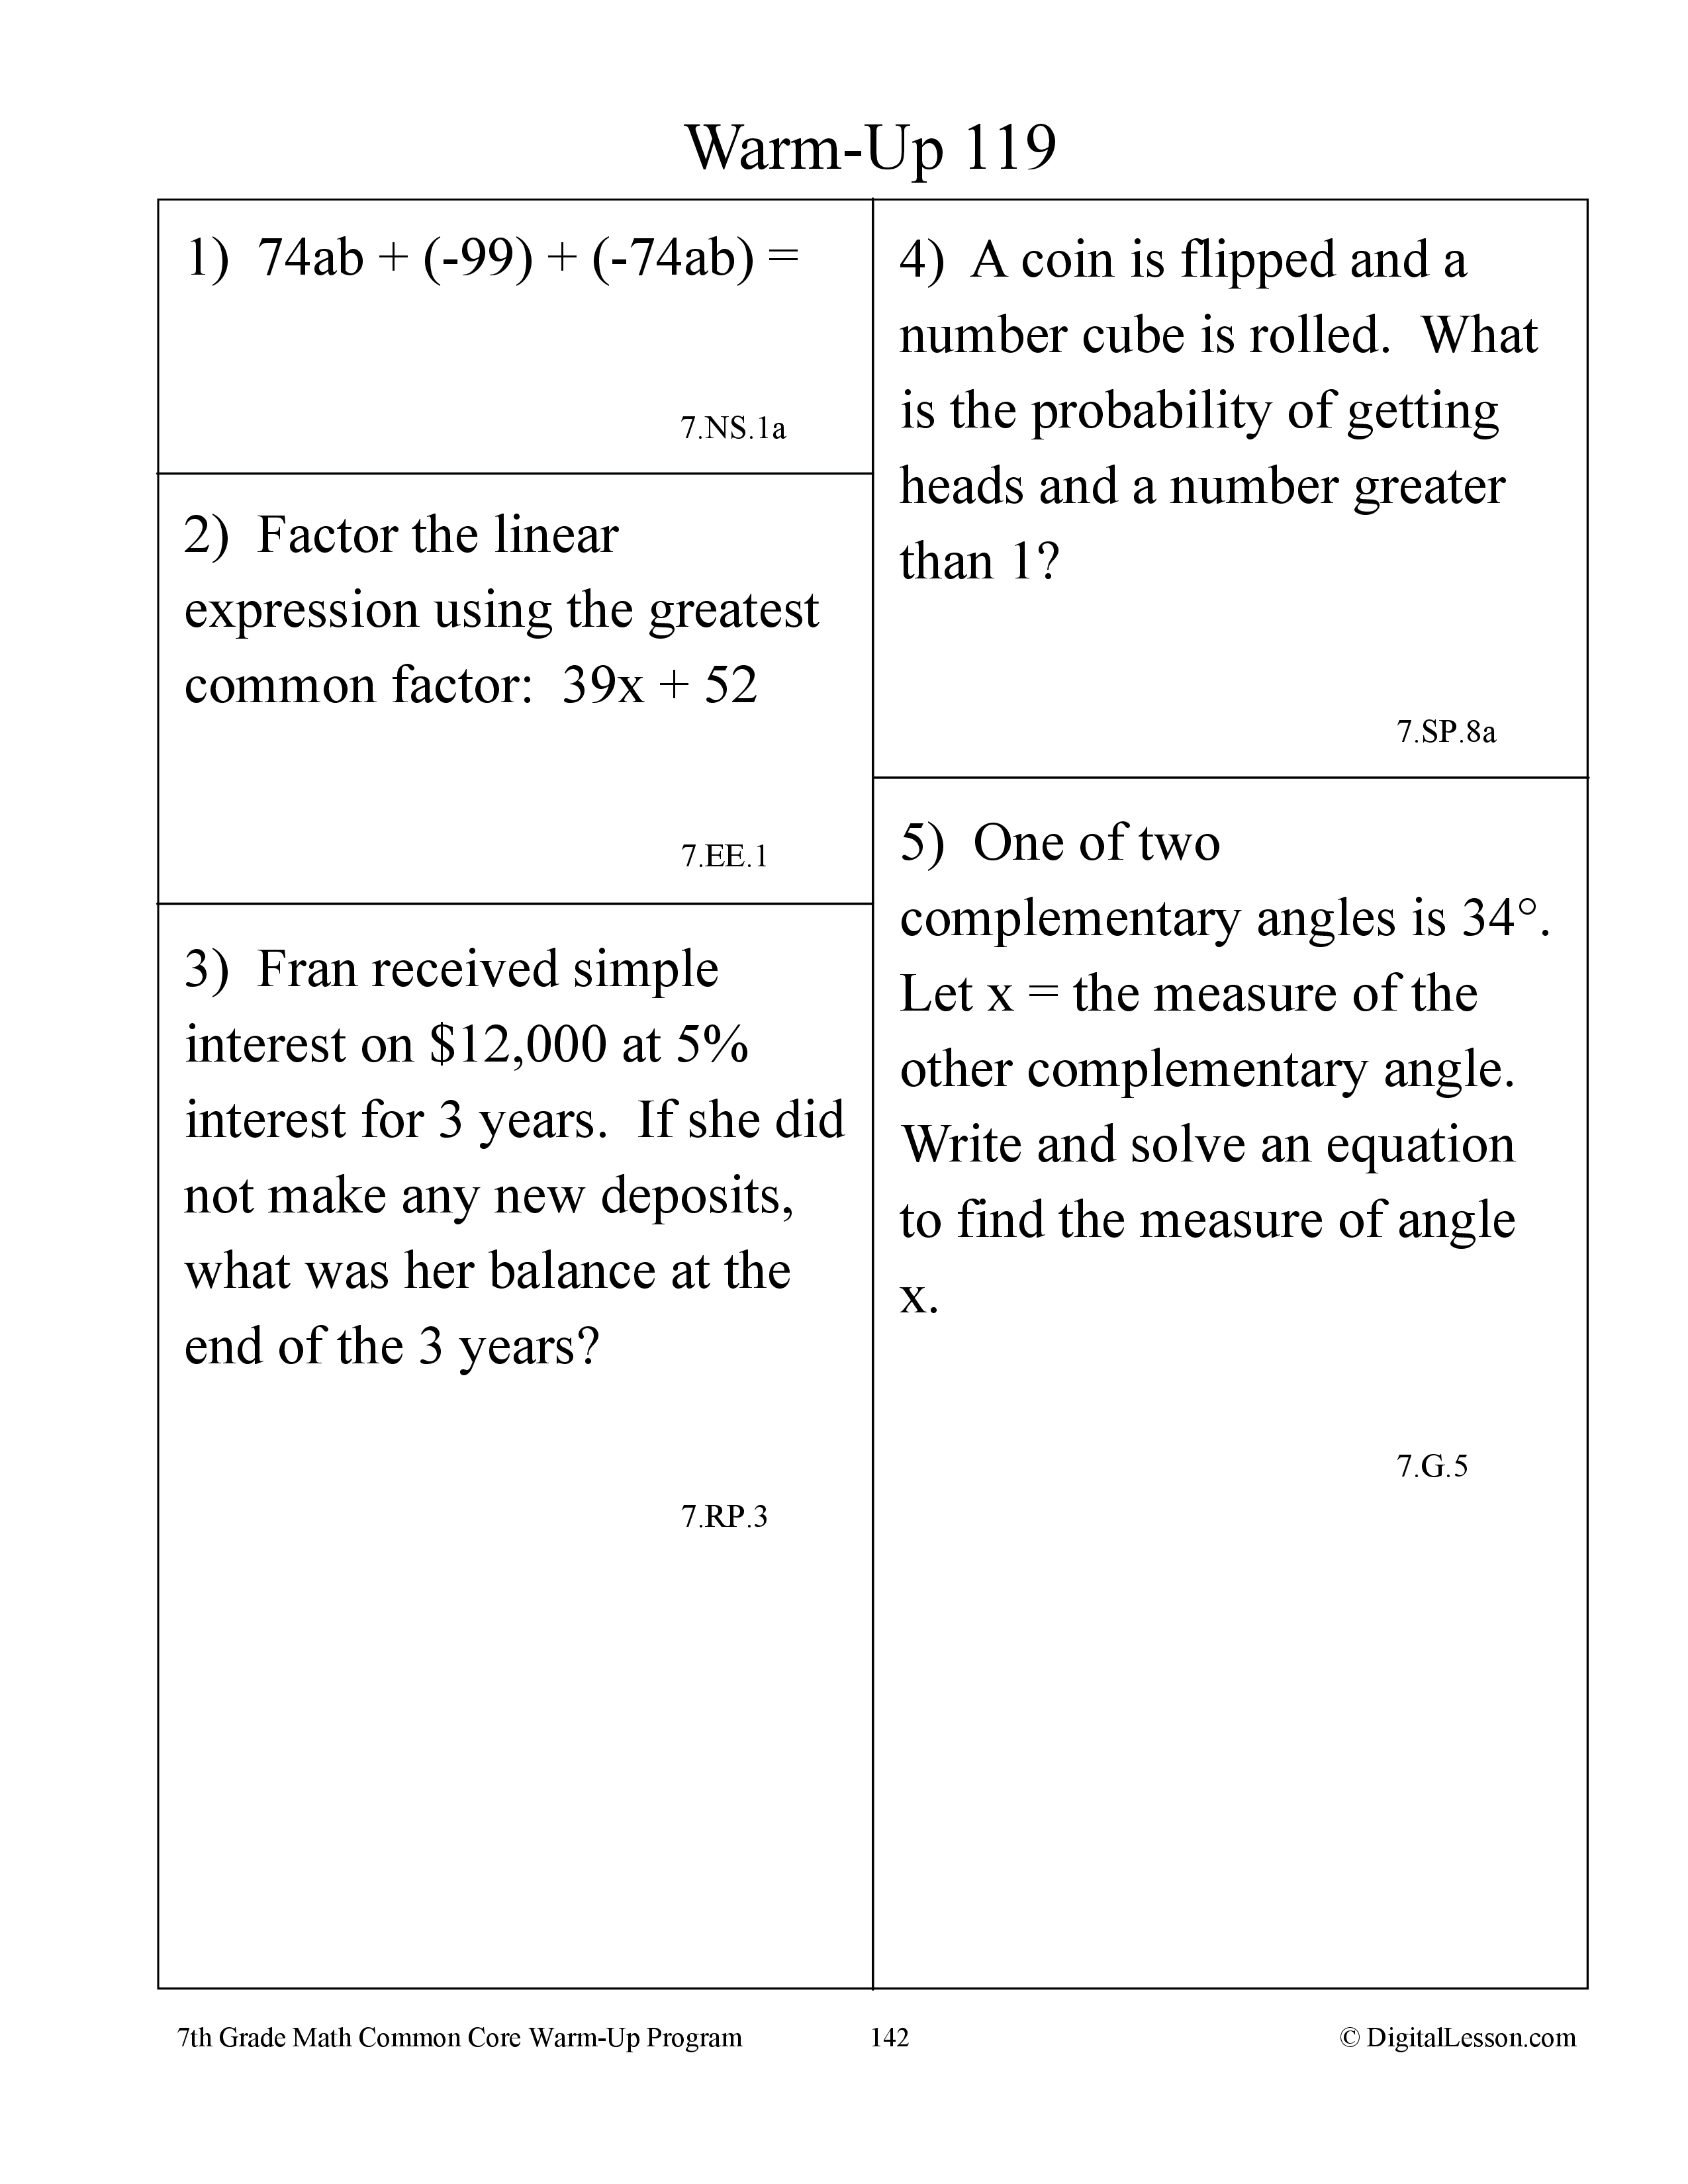 Warm-Up 119
1)  74ab + (-99) + (-74ab) =
7.NS.1a
2)  Factor the linear
expression using the greatest
common factor:  39x + 52
7.EE.1
3)  Fran received simple
interest on $12,000 at 5%
interest for 3 years.  If she did
not make any new deposits,
what was her balance at the
end of the 3 years?
7.RP.3
4)  A coin is flipped and a
number cube is rolled.  What
is the probability of getting
heads and a number greater
than 1?
7.SP.8a
5)  One of two
complementary angles is 34°.
Let x = the measure of the
other complementary angle.
Write and solve an equation
to find the measure of angle
x.
7.G.5
7th Grade Math Common Core Warm-Up Program
142
© DigitalLesson.com